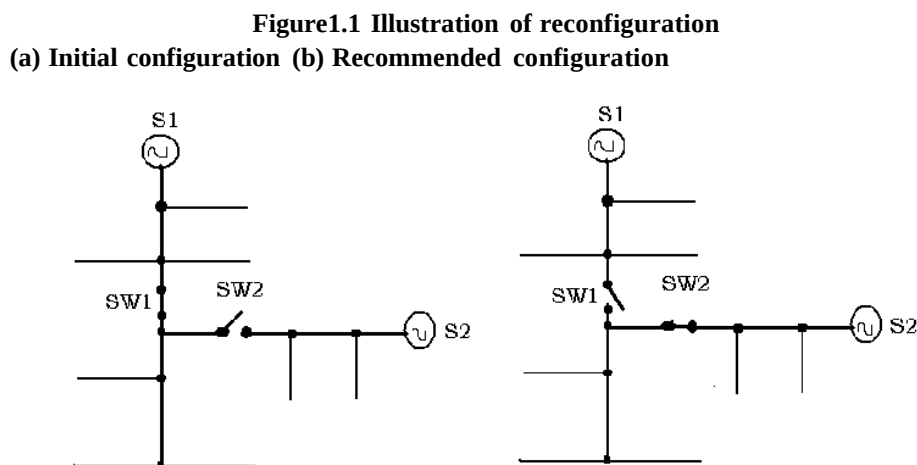 Figure1.1 Illustration of reconfiguration
(a) Initial configuration (b) Recommended configuration
S1
SW1
SW2
S2
S1
SW1
SW2
S2